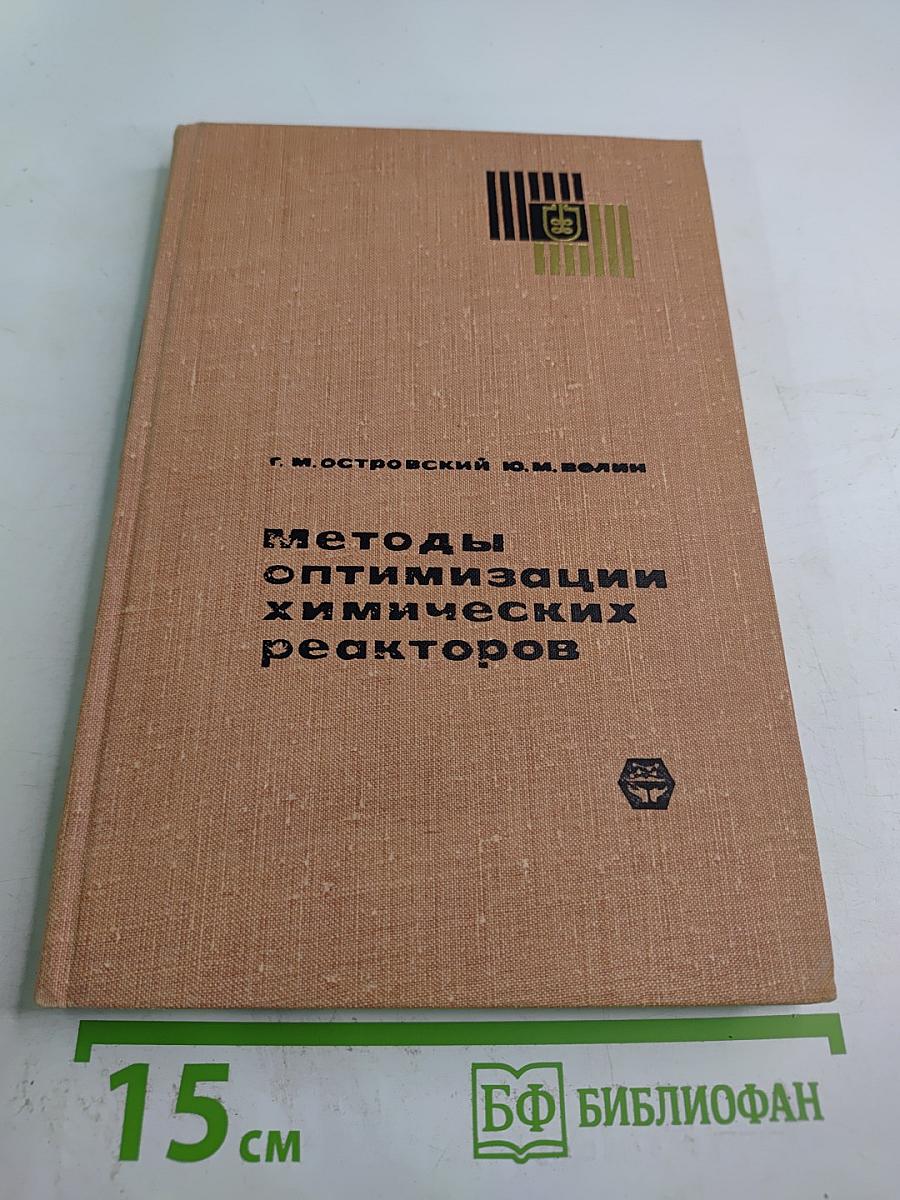 г. м. островский ю. м. волин
Методы
оптимизации
химических
реакторов
15 см
БФ БИБЛИОФАН